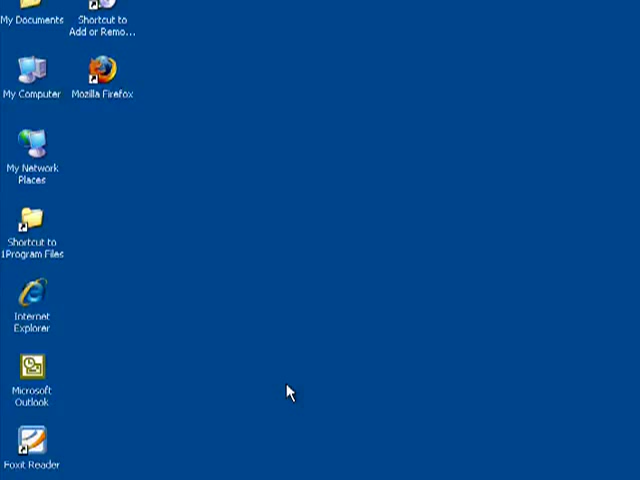 My Documents
Shortcut to
Add or Remo...
My Computer
Mozilla Firefox
My Network
Places
Shortcut to
1Program Files
Internet
Explorer
Microsoft
Outlook
Foxit Reader